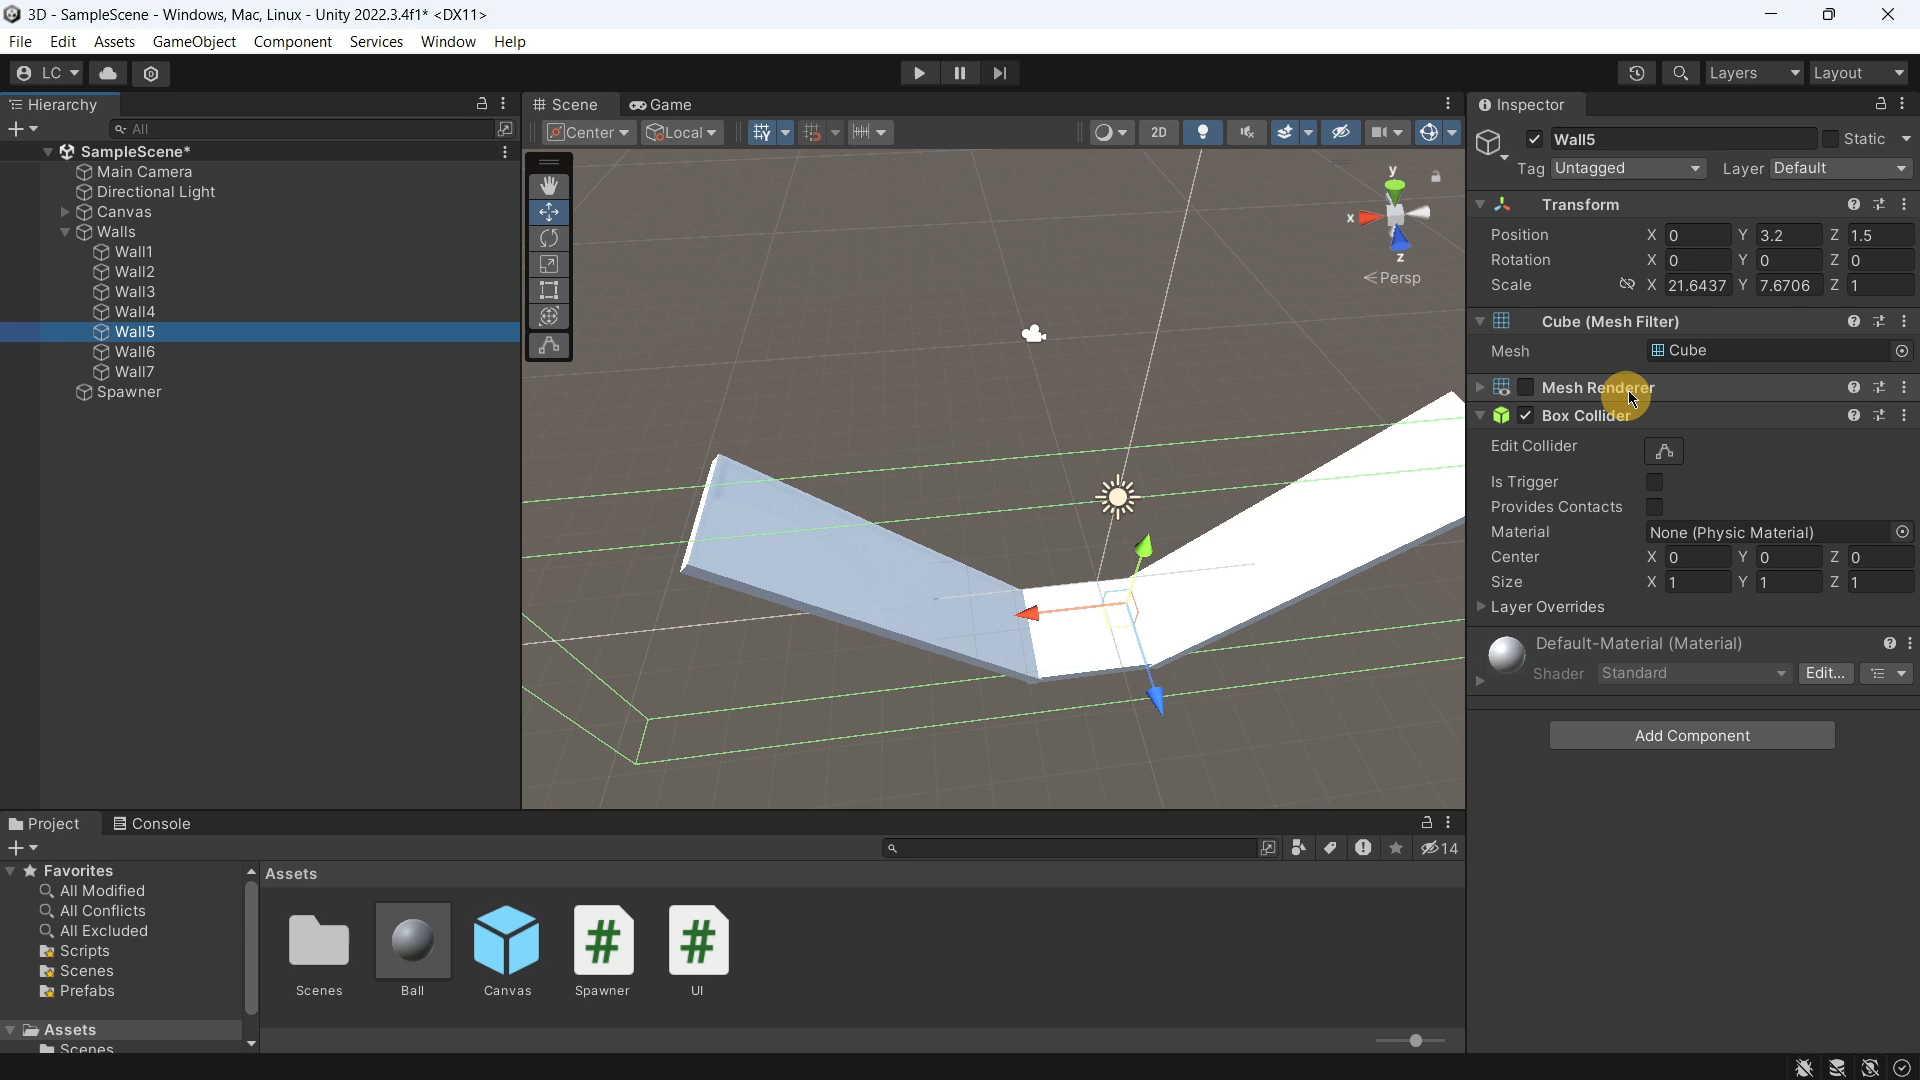 3D - SampleScene - Windows, Mac, Linux - Unity 2022.3.4f1* <DX11>
File Edit Assets GameObject Component Services Window Help
LC
Layers
Layout
Hierarchy
All
SampleScene*
Main Camera
Directional Light
Canvas
Walls
Wall1
Wall2
Wall3
Wall4
Wall5
Wall6
Wall7
Spawner
Scene Game
Center Local 2D
y
x
z
Persp
Inspector
Wall5 Static
Tag Untagged Layer Default
Transform
Position X 0 Y 3.2 Z 1.5
Rotation X 0 Y 0 Z 0
Scale X 21.6437 Y 7.6706 Z 1
Cube (Mesh Filter)
Mesh Cube
Mesh Renderer
Box Collider
Edit Collider
Is Trigger
Provides Contacts
Material None (Physic Material)
Center X 0 Y 0 Z 0
Size X 1 Y 1 Z 1
Layer Overrides
Default-Material (Material)
Shader Standard Edit...
Add Component
Project Console
14
Favorites
All Modified
All Conflicts
All Excluded
Scripts
Scenes
Prefabs
Assets
Scenes
Assets
Scenes Ball Canvas Spawner UI